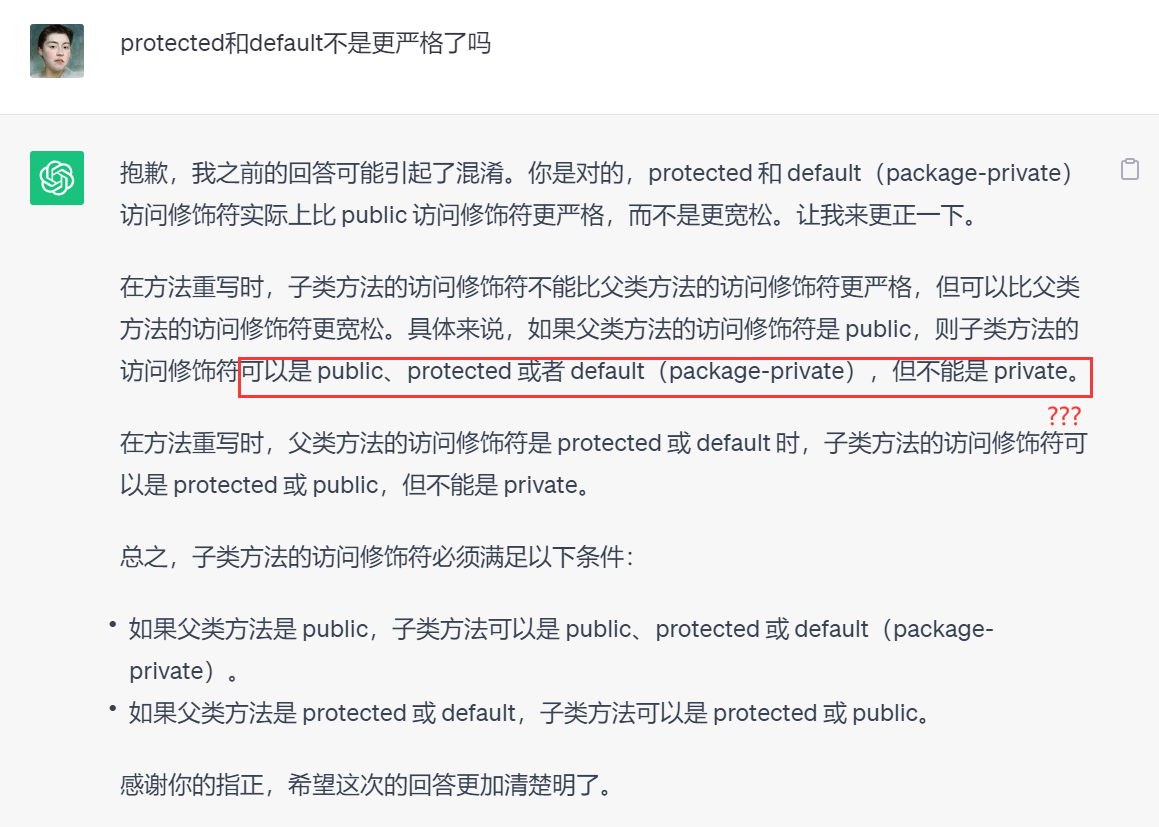 protected和default不是更严格了吗
抱歉，我之前的回答可能引起了混淆。你是对的，protected 和 default（package-private）
访问修饰符实际上比 public 访问修饰符更严格，而不是更宽松。让我来更正一下。
在方法重写时，子类方法的访问修饰符不能比父类方法的访问修饰符更严格，但可以比父类
方法的访问修饰符更宽松。具体来说，如果父类方法的访问修饰符是 public，则子类方法的
访问修饰符可以是 public、protected 或者 default（package-private），但不能是 private。
???
在方法重写时，父类方法的访问修饰符是 protected 或 default 时，子类方法的访问修饰符可
以是 protected 或 public，但不能是 private。
总之，子类方法的访问修饰符必须满足以下条件：
• 如果父类方法是 public，子类方法可以是 public、protected 或 default（package-
private）。
• 如果父类方法是 protected 或 default，子类方法可以是 protected 或 public。
感谢你的指正，希望这次的回答更加清楚明了。